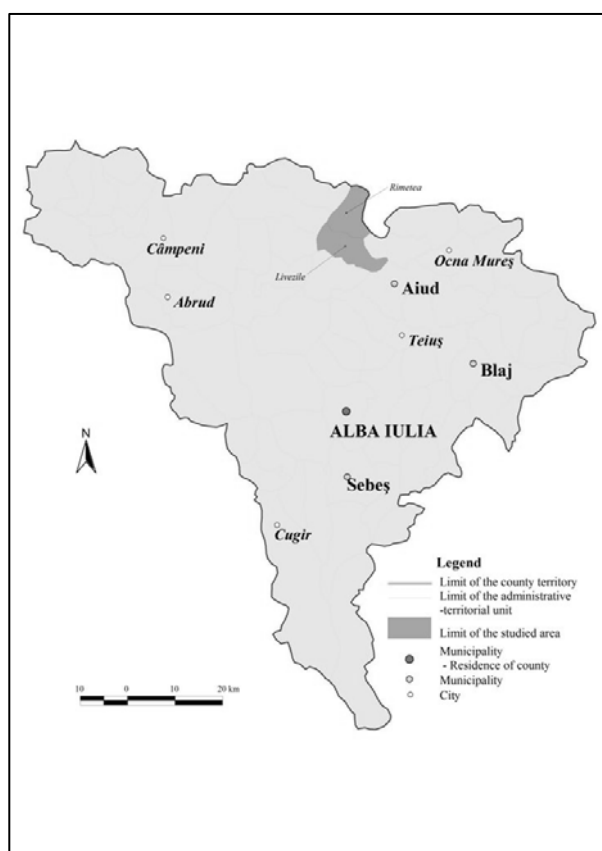 Rimetea
Câmpeni
Ocna Mureş
Livezile
Aiud
Abrud
Teiuş
Blaj
ALBA IULIA
N
Sebeş
Cugir
Legend
Limit of the county territory
Limit of the administrative
-territorial unit
Limit of the studied area
Municipality
- Residence of county
Municipality
City
10 0 10 20 km